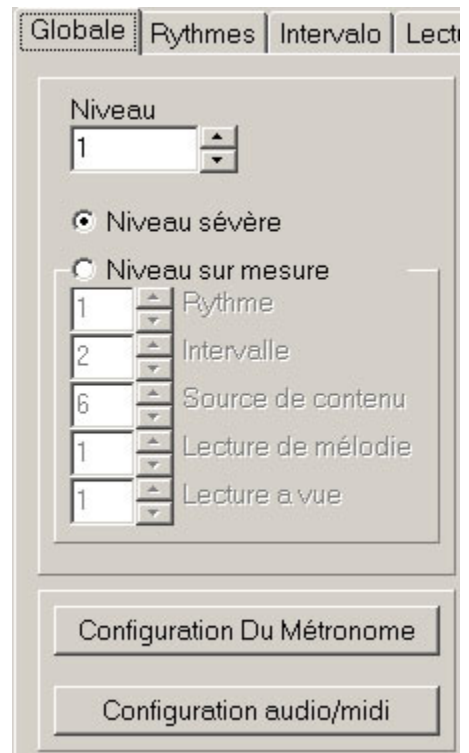 Globale Rythmes Intervalo Lect
Niveau
1
Niveau sévère
Niveau sur mesure
1 Rythme
2 Intervalle
6 Source de contenu
1 Lecture de mélodie
1 Lecture a vue
Configuration Du Métronome
Configuration audio/midi